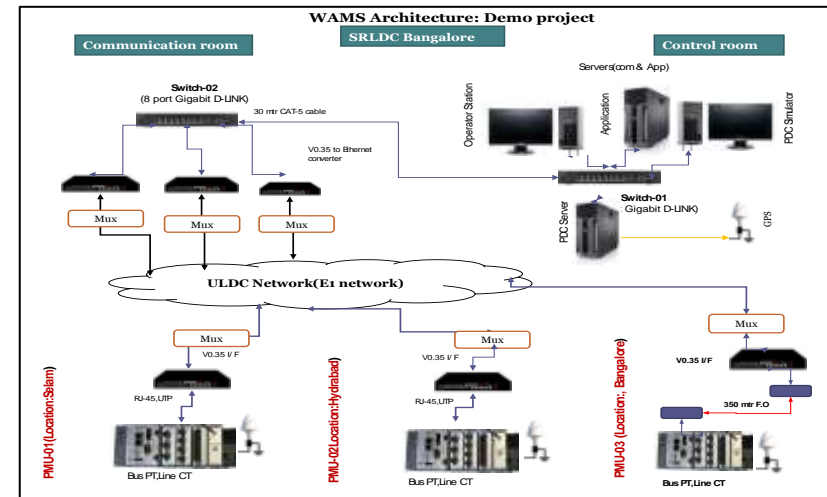 WAMS Architecture: Demo project
Communication room
SRLDC Bangalore
Control room
Switch-02
(8 port Gigabit D-LINK)
30 mtr CAT-5 cable
V0.35 to Ethernet
converter
Servers(com & App)
Operator Station
Application
PDC Simulator
Switch-01
: Gigabit D-LINK)
PDC Server
GPS
Mux
Mux
Mux
ULDC Network(E1 network)
Mux
Mux
Mux
V0.35 I/ F
V0.35 I/ F
V0.35 I/ F
RJ-45,UTP
RJ-45,UTP
350 mtr F.O
PMU-01(Location:Selam)
PMU-02Location:Hydrabad)
PMU-03 (Location:, Bangalore)
Bus PT,Line CT
Bus PT,Line CT
Bus PT,Line CT